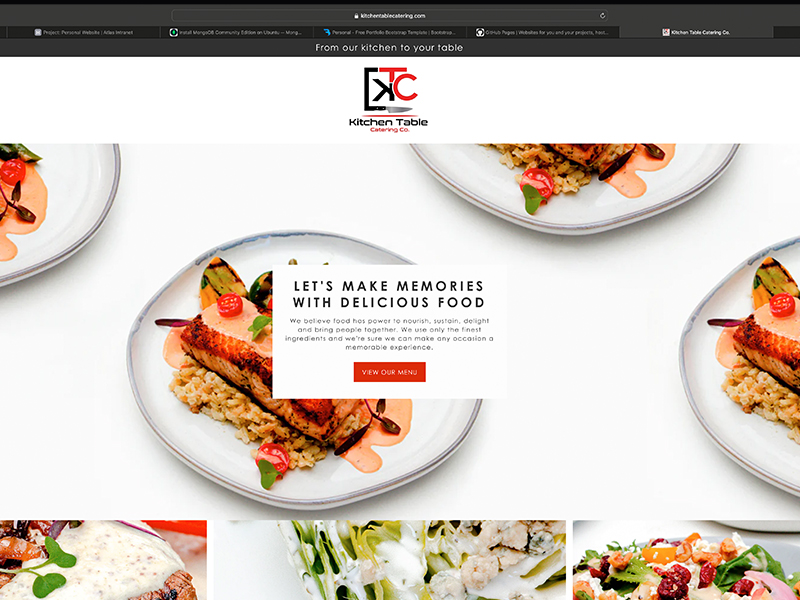 kitchentablecatering.com
Project: Personal Website | Atlas Intranet
Install MongoDB Community Edition on Ubuntu — Mong...
Personal - Free Portfolio Bootstrap Template | Bootstrap...
GitHub Pages | Websites for you and your projects, host...
Kitchen Table Catering Co.
From our kitchen to your table
KTC
Kitchen Table
Catering Co.
LET'S MAKE MEMORIES
WITH DELICIOUS FOOD
We believe food has power to nourish, sustain, delight
and bring people together. We use only the finest
ingredients and we're sure we can make any occasion a
memorable experience.
VIEW OUR MENU